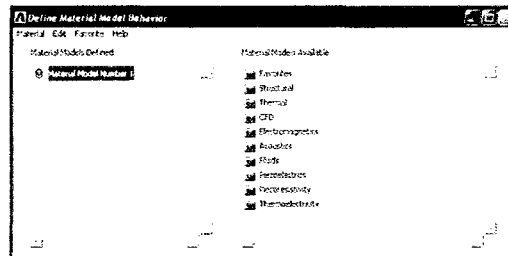 Define Material Model Behavior
Material Edit Favorite Help
Material Models Defined
Material Models Available
Material Model Number 1
Favorites
Structural
Thermal
CFD
Electromagnetics
Acoustics
Fluids
Piezoelectrics
Piezoresistivity
Thermoelectricity